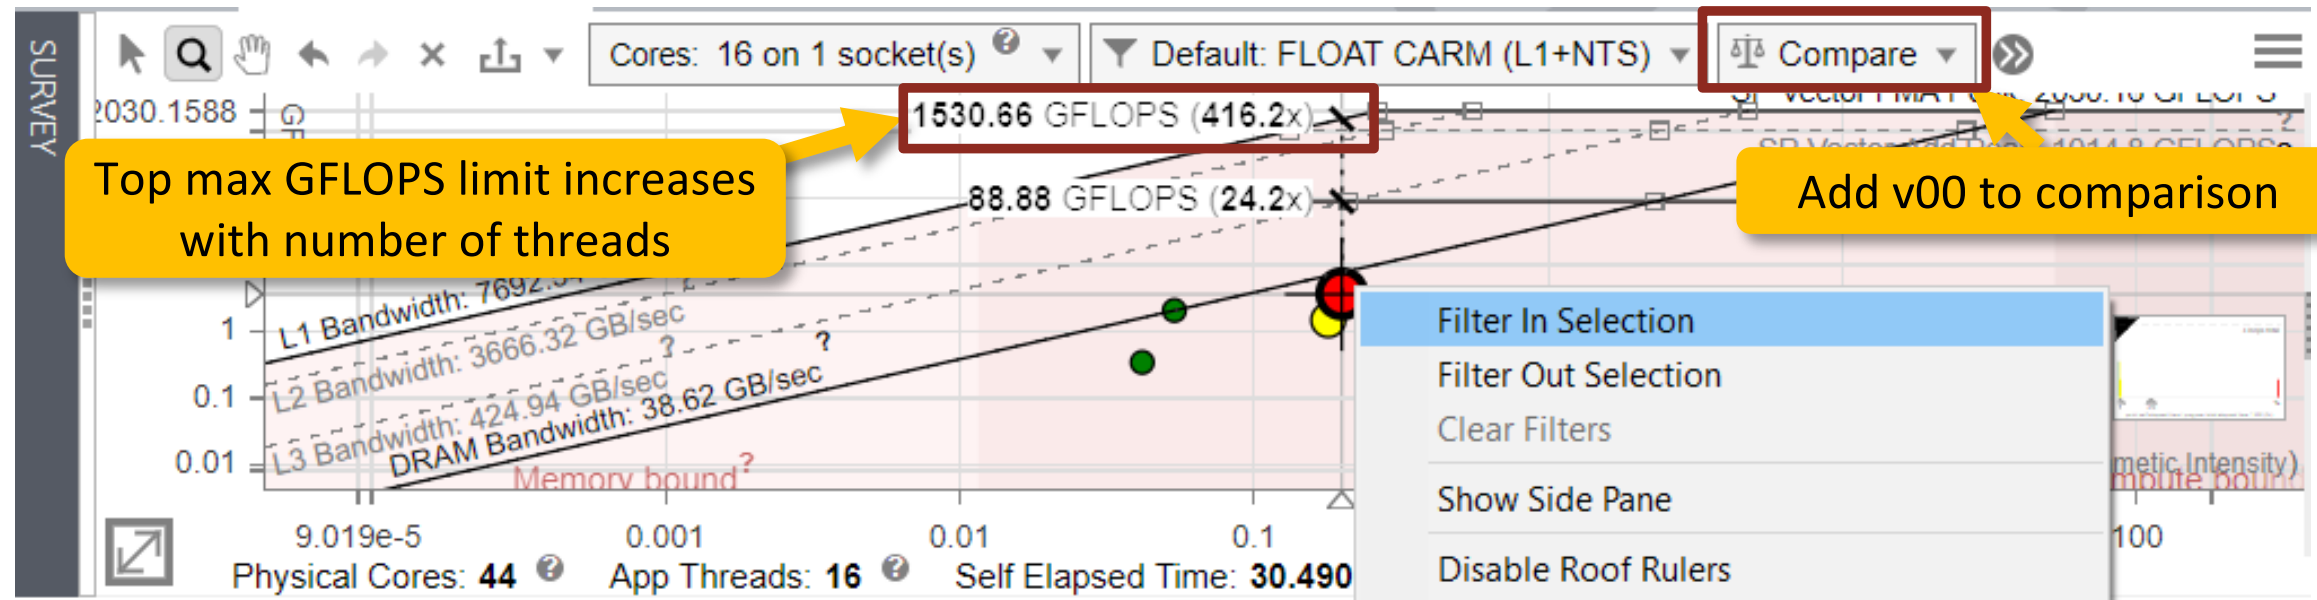 SURVEY
Cores: 16 on 1 socket(s) ?
Default: FLOAT CARM (L1+NTS)
Compare
2030.1588
GF
1530.66 GFLOPS (416.2x)
Top max GFLOPS limit increases
with number of threads
Add v00 to comparison
88.88 GFLOPS (24.2x)
L1 Bandwidth:
L2 Bandwidth: 3666.32 GB/sec ?
L3 Bandwidth: 424.94 GB/sec ?
DRAM Bandwidth: 38.62 GB/sec
1
0.1
0.01
Memory bound ?
Filter In Selection
Filter Out Selection
Clear Filters
Show Side Pane
Disable Roof Rulers
metic Intensity)
9.019e-5
0.001
0.01
0.1
100
Physical Cores: 44 ? App Threads: 16 ? Self Elapsed Time: 30.490